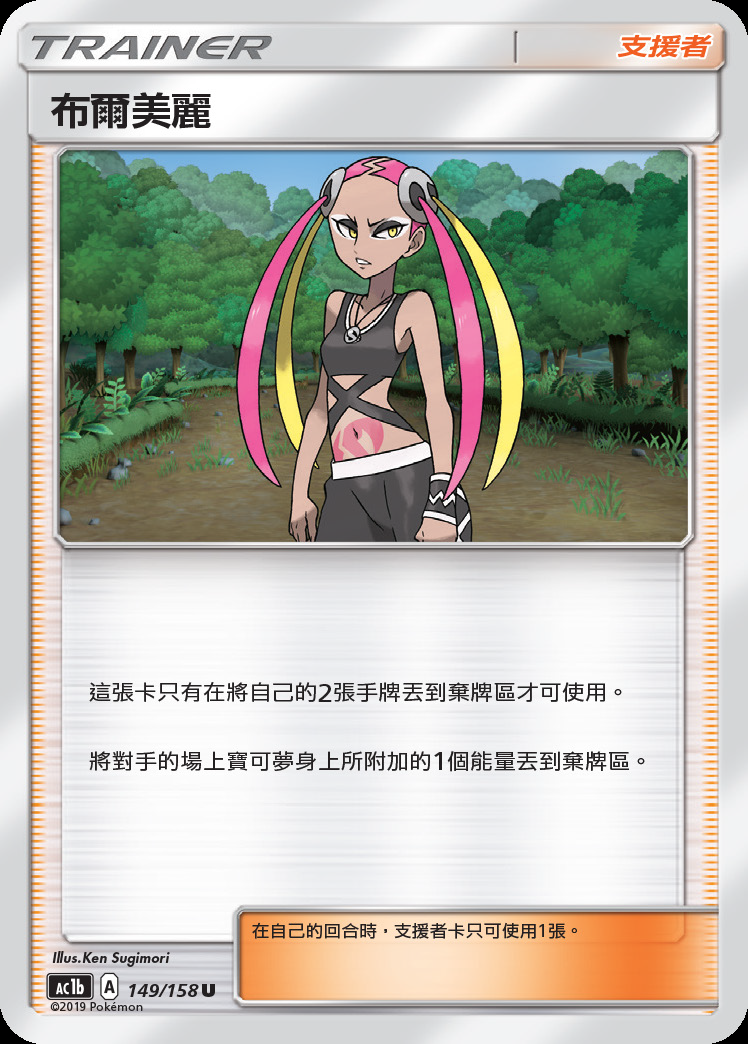 TRAINER
支援者
布爾美麗
這張卡只有在將自己的2張手牌丟到棄牌區才可使用。
將對手的場上寶可夢身上所附加的1個能量丟到棄牌區。
在自己的回合時，支援者卡只可使用1張。
Illus.Ken Sugimori
AC1b A 149/158 U
©2019 Pokémon